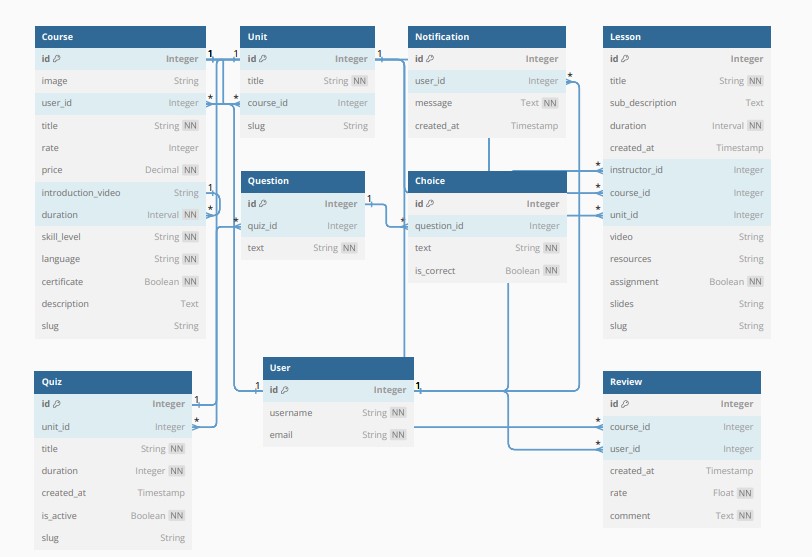 Course
id Integer
image String
user_id Integer
title String NN
rate Integer
price Decimal NN
introduction_video String
duration Interval NN
skill_level String NN
language String NN
certificate Boolean NN
description Text
slug String
Unit
id Integer
title String NN
course_id Integer
slug String
Notification
id Integer
user_id Integer
message Text NN
created_at Timestamp
Lesson
id Integer
title String NN
sub_description Text
duration Interval NN
created_at Timestamp
instructor_id Integer
course_id Integer
unit_id Integer
video String
resources String
assignment Boolean NN
slides String
slug String
Question
id Integer
quiz_id Integer
text String NN
Choice
id Integer
question_id Integer
text String NN
is_correct Boolean NN
Quiz
id Integer
unit_id Integer
title String NN
duration Integer NN
created_at Timestamp
is_active Boolean NN
slug String
User
id Integer
username String NN
email String NN
Review
id Integer
course_id Integer
user_id Integer
created_at Timestamp
rate Float NN
comment Text NN
1
1
1
*
*
*
1
*
*
1
*
*
*
*
1
*
1
1
*
*